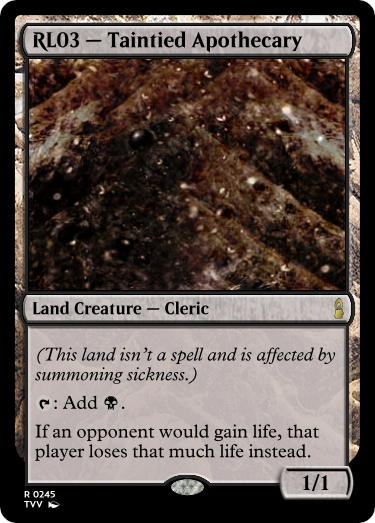 RL03 — Taintied Apothecary
Land Creature — Cleric
(This land isn't a spell and is affected by
summoning sickness.)
: Add .
If an opponent would gain life, that
player loses that much life instead.
1/1
R 0245
TVV